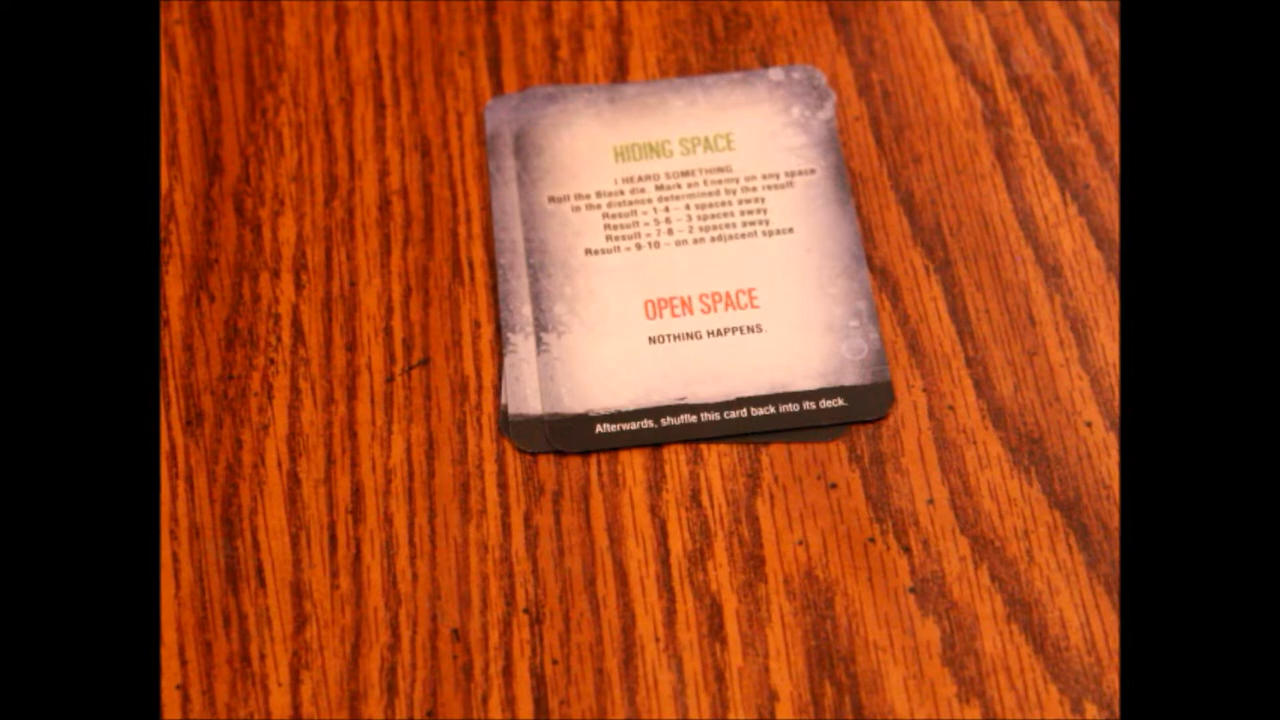 HIDING SPACE
I HEARD SOMETHING
Roll the Black die. Mark an Enemy on any space
in the distance determined by the result:
Result = 1-4 – 4 spaces away
Result = 5-6 – 3 spaces away.
Result = 7-8 – 2 spaces away.
Result = 9-10 – on an adjacent space
OPEN SPACE
NOTHING HAPPENS.
Afterwards, shuffle this card back into its deck.